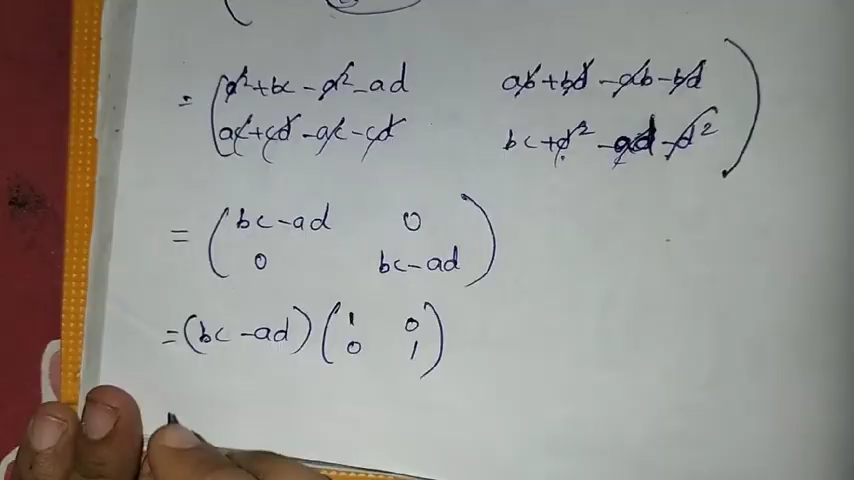 = ( a²+bc-a²-ad ab+bd-ab-bd
ac+cd-ac-cd bc+d²-ad-d² )
= ( bc-ad 0
0 bc-ad )
=(bc-ad) ( 1 0
0 1 )